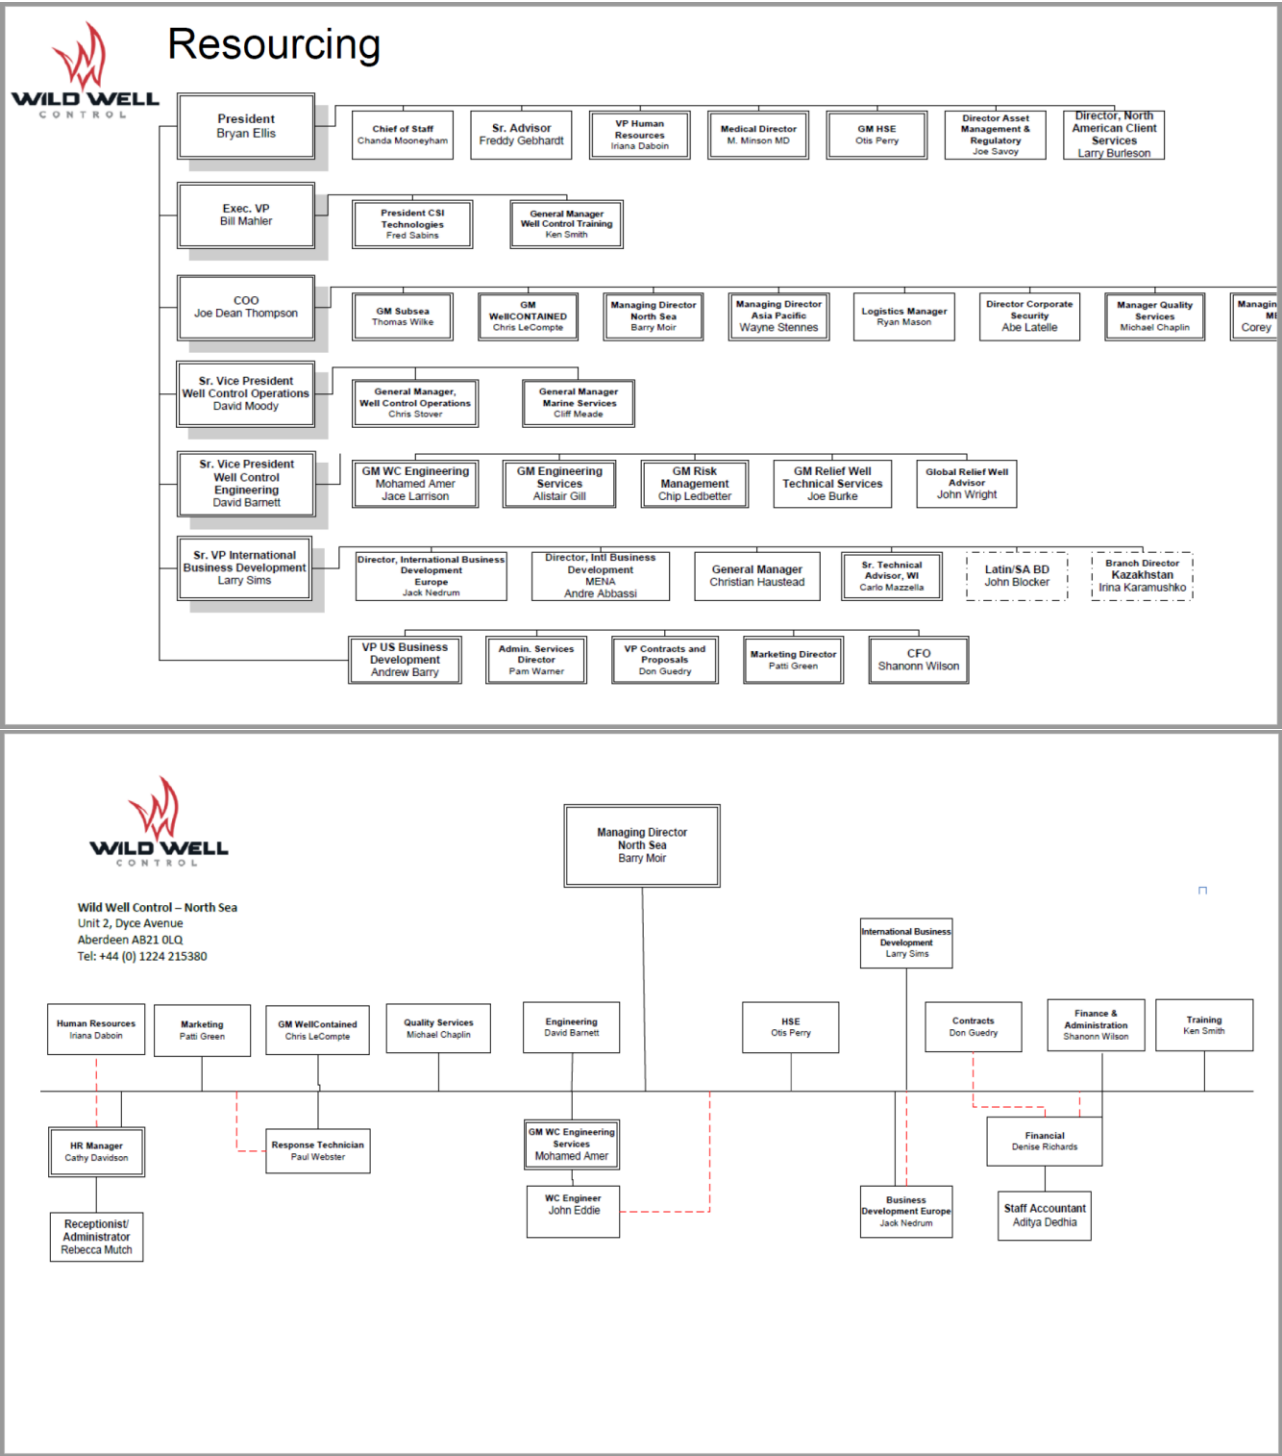 Resourcing
WILD WELL
CONTROL
President
Bryan Ellis
Chief of Staff
Chanda Mooneyham
Sr. Advisor
Freddy Gebhardt
VP Human
Resources
Iriana Daboin
Medical Director
M. Minson MD
GM HSE
Otis Perry
Director Asset
Management &
Regulatory
Joe Savoy
Director, North
American Client
Services
Larry Burleson
Exec. VP
Bill Mahler
President CSI
Technologies
Fred Sabins
General Manager
Well Control Training
Ken Smith
COO
Joe Dean Thompson
GM Subsea
Thomas Wilke
GM
WellCONTAINED
Chris LeCompte
Managing Director
North Sea
Barry Moir
Managing Director
Asia Pacific
Wayne Stennes
Logistics Manager
Ryan Mason
Director Corporate
Security
Abe Latelle
Manager Quality
Services
Michael Chaplin
Managin
Corey
Sr. Vice President
Well Control Operations
David Moody
General Manager,
Well Control Operations
Chris Stover
General Manager
Marine Services
Cliff Meade
Sr. Vice President
Well Control
Engineering
David Barnett
GM WC Engineering
Mohamed Amer
Jace Larrison
GM Engineering
Services
Alistair Gill
GM Risk
Management
Chip Ledbetter
GM Relief Well
Technical Services
Joe Burke
Global Relief Well
Advisor
John Wright
Sr. VP International
Business Development
Larry Sims
Director, International Business
Development
Europe
Jack Nedrum
Director, Intl Business
Development
MENA
Andre Abbassi
General Manager
Christian Haustead
Sr. Technical
Advisor, WI
Carlo Mazzella
Latin/SA BD
John Blocker
Branch Director
Kazakhstan
Irina Karamushko
VP US Business
Development
Andrew Barry
Admin. Services
Director
Pam Warner
VP Contracts and
Proposals
Don Guedry
Marketing Director
Patti Green
CFO
Shanonn Wilson
WILD WELL
CONTROL
Managing Director
North Sea
Barry Moir
Wild Well Control – North Sea
Unit 2, Dyce Avenue
Aberdeen AB21 0LQ
Tel: +44 (0) 1224 215380
International Business
Development
Larry Sims
Human Resources
Iriana Daboin
Marketing
Patti Green
GM WellContained
Chris LeCompte
Quality Services
Michael Chaplin
Engineering
David Barnett
HSE
Otis Perry
Contracts
Don Guedry
Finance &
Administration
Shanonn Wilson
Training
Ken Smith
HR Manager
Cathy Davidson
Response Technician
Paul Webster
GM WC Engineering
Services
Mohamed Amer
Financial
Denise Richards
Receptionist/
Administrator
Rebecca Mutch
WC Engineer
John Eddie
Business
Development Europe
Jack Nedrum
Staff Accountant
Aditya Dedhia